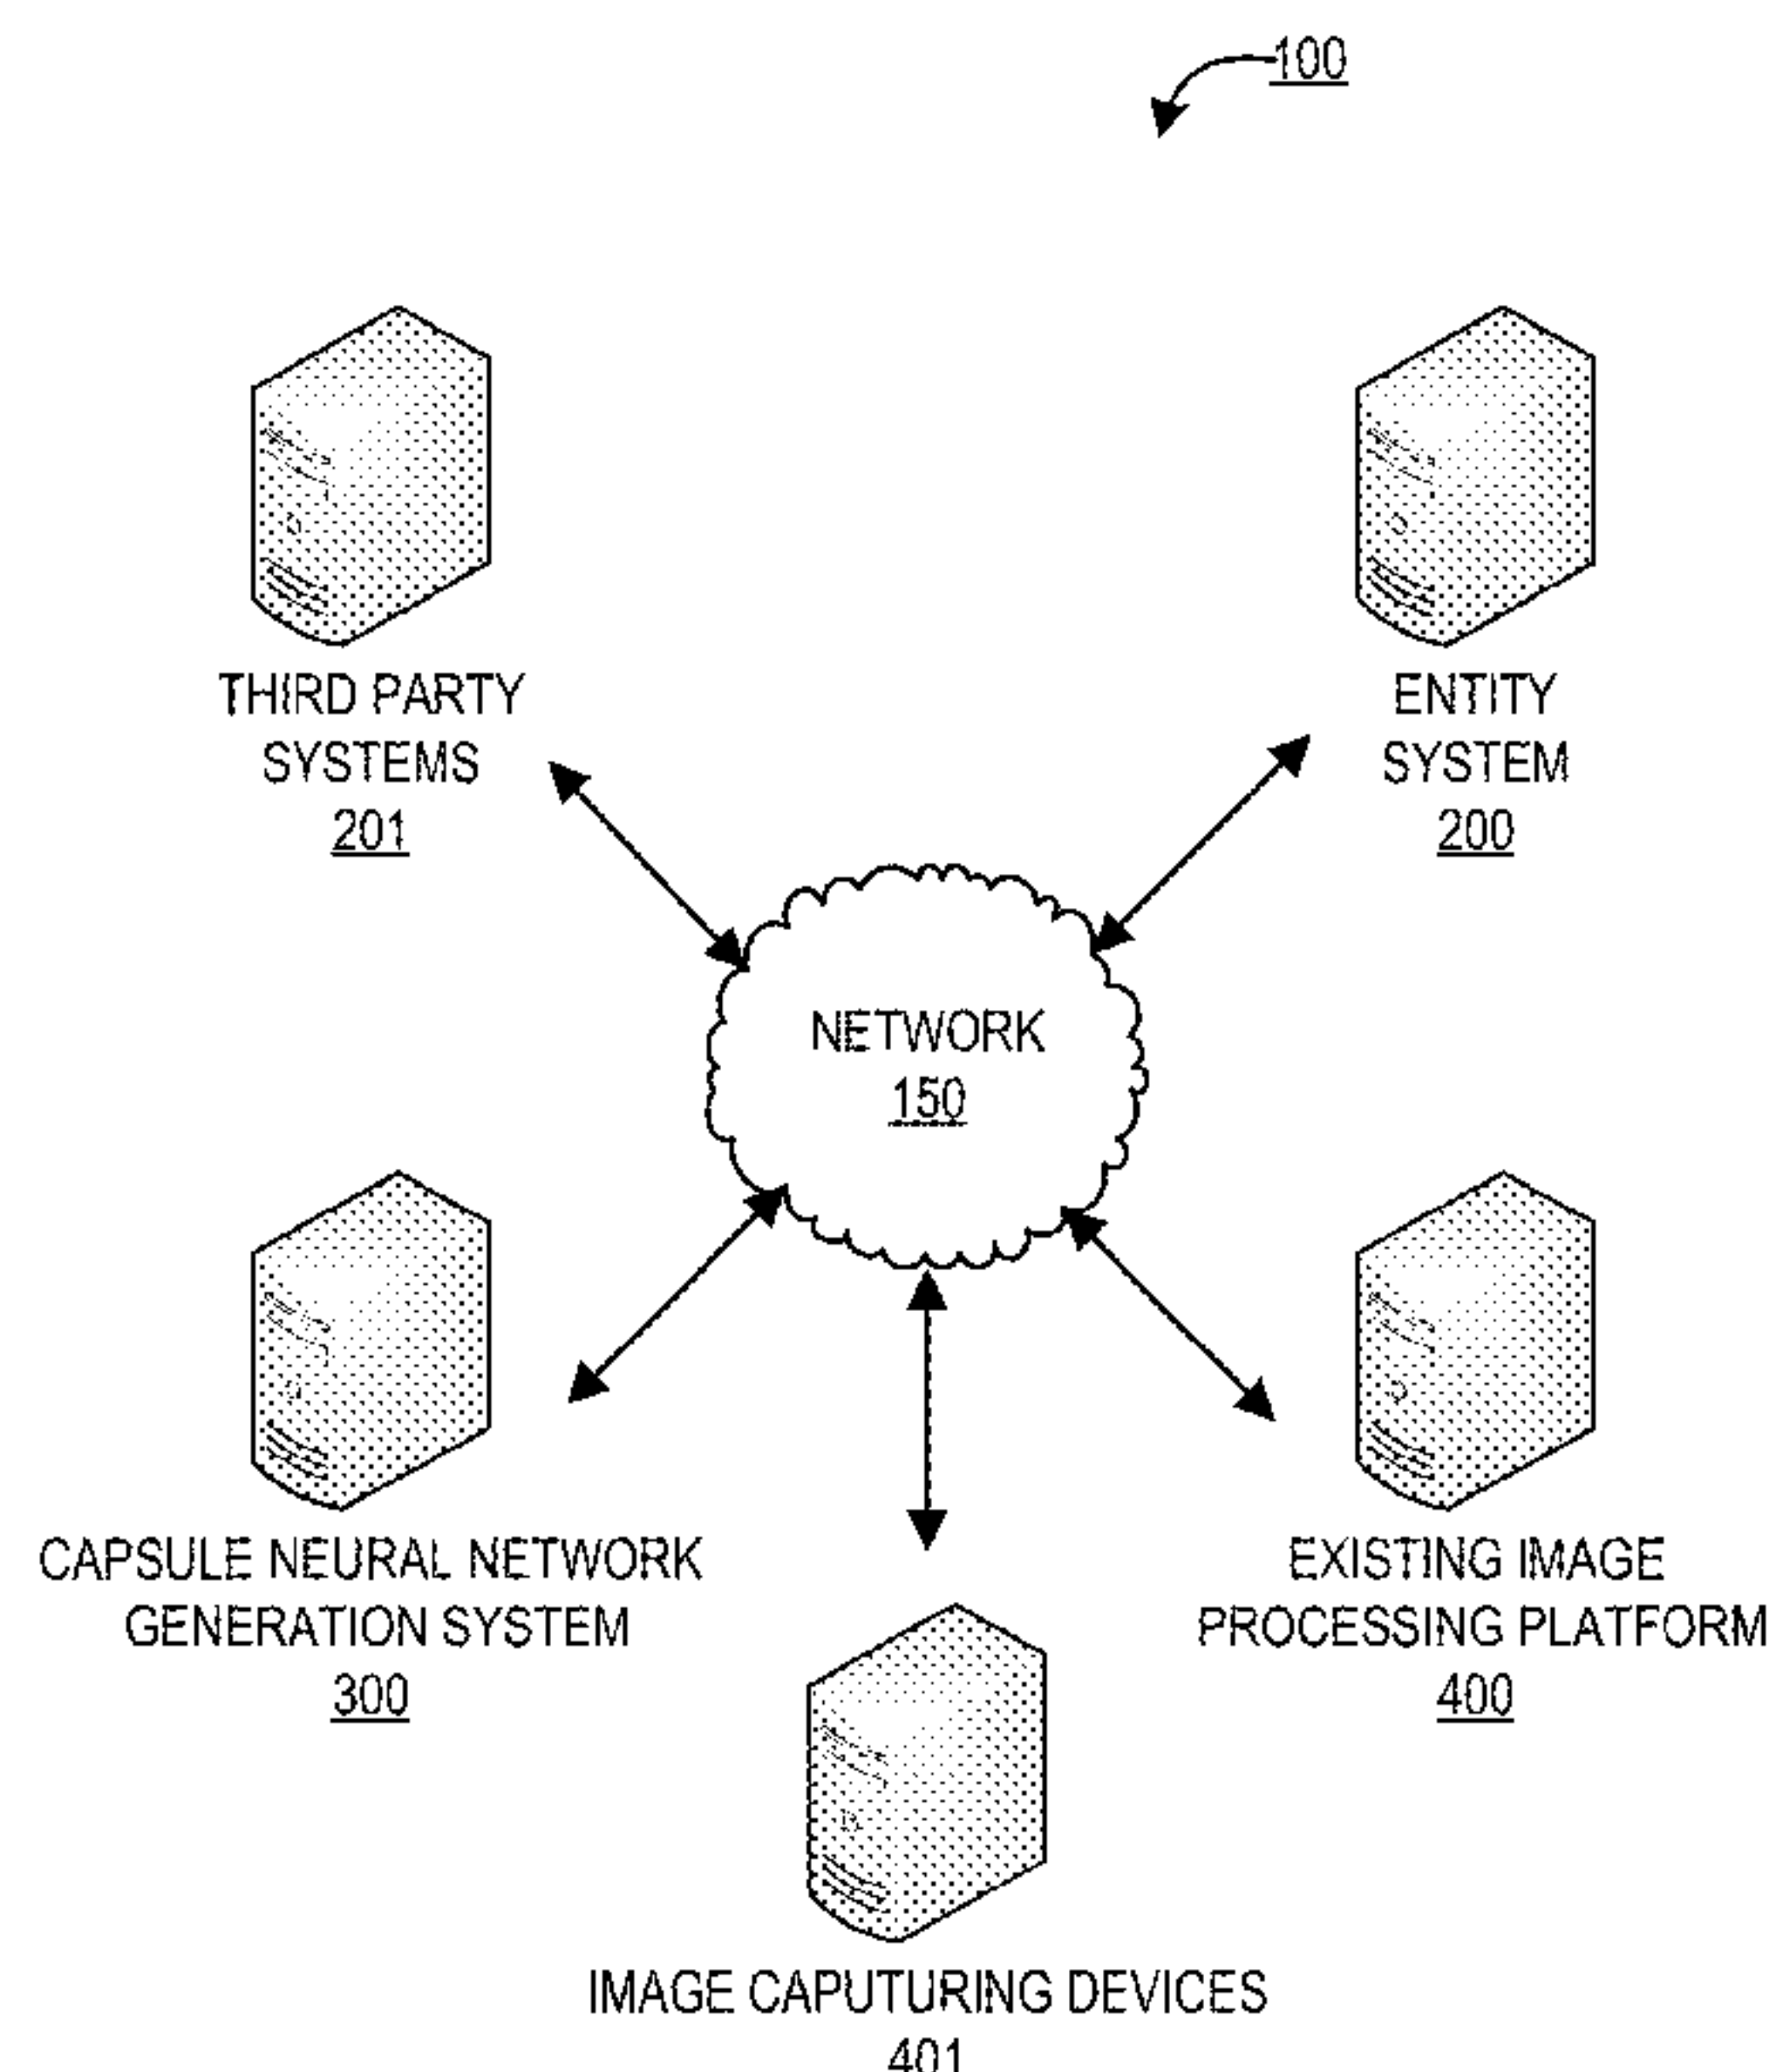 100
THIRD PARTY
SYSTEMS
201
ENTITY
SYSTEM
200
NETWORK
150
CAPSULE NEURAL NETWORK
GENERATION SYSTEM
300
EXISTING IMAGE
PROCESSING PLATFORM
400
IMAGE CAPUTURING DEVICES
401